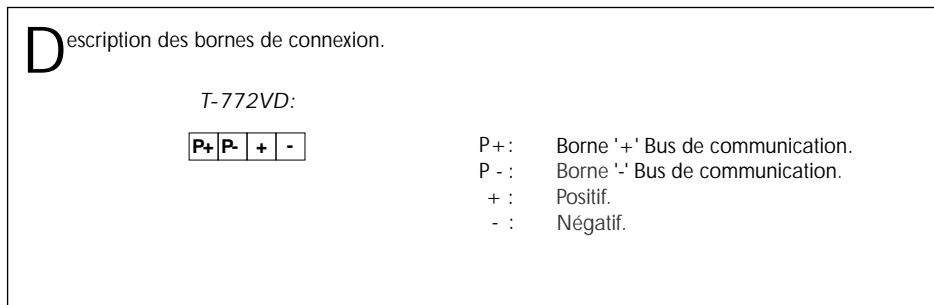 Description des bornes de connexion.
T-772VD:
P+ P- + -
P+: Borne '+' Bus de communication.
P - : Borne '-' Bus de communication.
+ : Positif.
- : Négatif.